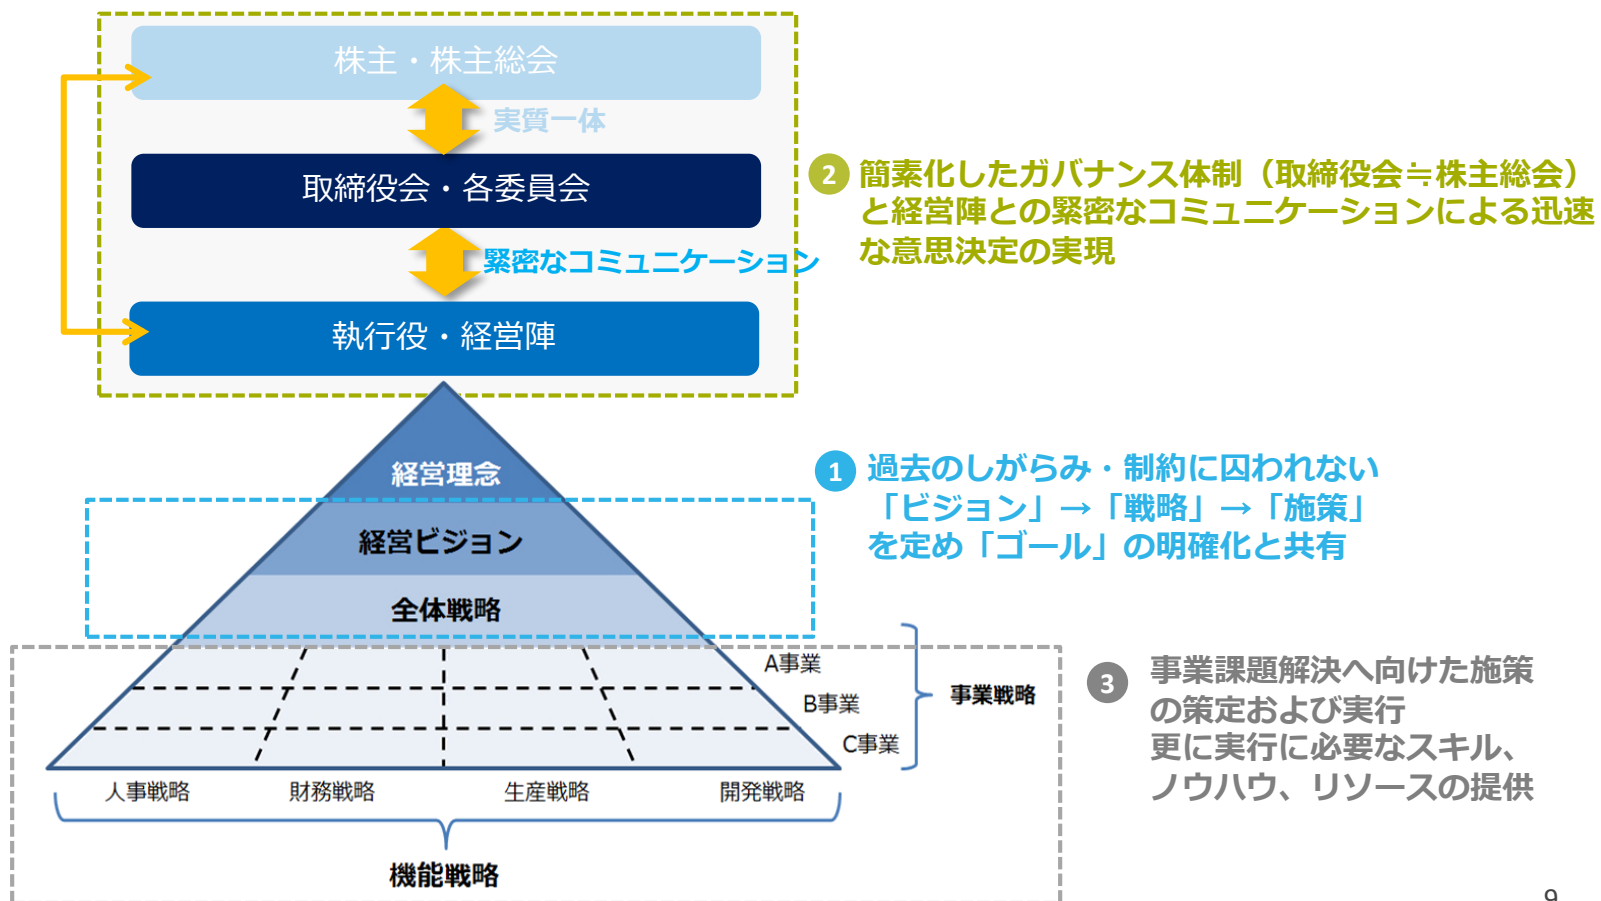 株主・株主総会
実質一体
取締役会・各委員会
緊密なコミュニケーション
執行役・経営陣
2 簡素化したガバナンス体制（取締役会≒株主総会）
と経営陣との緊密なコミュニケーションによる迅速
な意思決定の実現
経営理念
経営ビジョン
全体戦略
1 過去のしがらみ・制約に囚われない
「ビジョン」→「戦略」→「施策」
を定め「ゴール」の明確化と共有
A事業
B事業
C事業
事業戦略
3 事業課題解決へ向けた施策
の策定および実行
更に実行に必要なスキル、
ノウハウ、リソースの提供
人事戦略 財務戦略 生産戦略 開発戦略
機能戦略
9